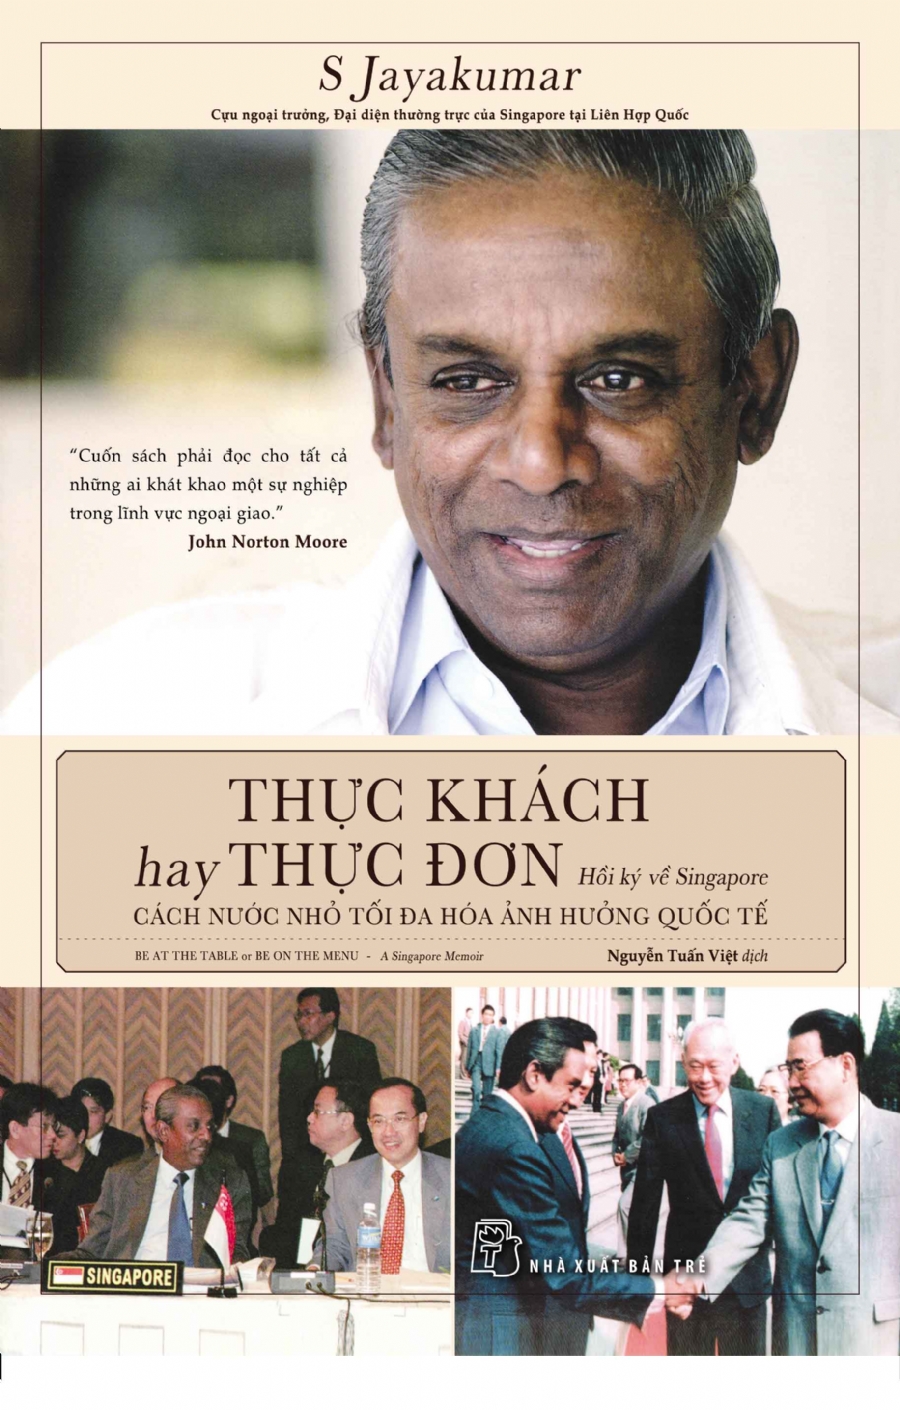 S Jayakumar
Cựu ngoại trưởng, Đại diện thường trực của Singapore tại Liên Hợp Quốc
“Cuốn sách phải đọc cho tất cả
những ai khát khao một sự nghiệp
trong lĩnh vực ngoại giao.”
John Norton Moore
THỰC KHÁCH
hay THỰC ĐƠN Hồi ký về Singapore
CÁCH NƯỚC NHỎ TỐI ĐA HÓA ẢNH HƯỞNG QUỐC TẾ
BE AT THE TABLE or BE ON THE MENU - A Singapore Memoir Nguyễn Tuấn Việt dịch
SINGAPORE
T NHÀ XUẤT BẢN TRẺ